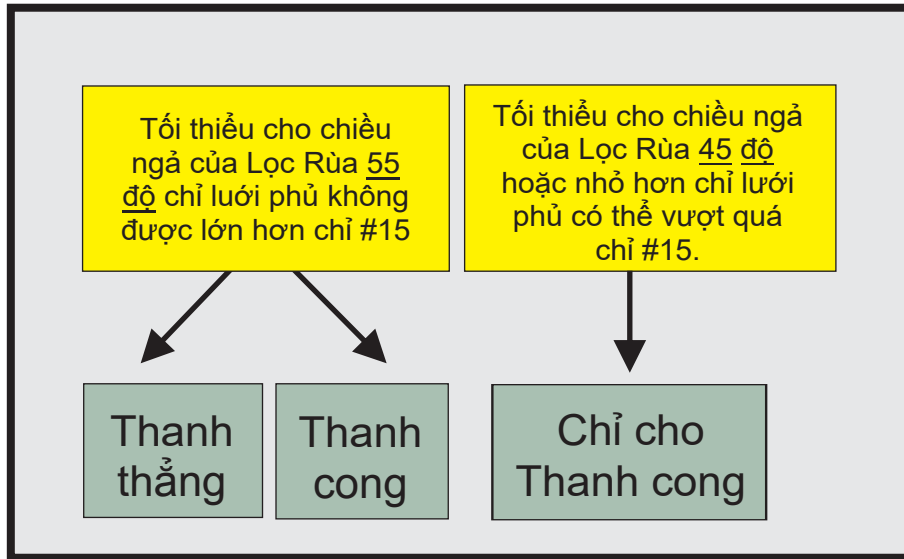 Tối thiểu cho chiều
ngả của Lọc Rùa 55
độ chỉ luới phủ không
được lớn hơn chỉ #15
Tối thiểu cho chiều ngả
của Lọc Rùa 45 độ
hoặc nhỏ hơn chỉ lưới
phủ có thể vượt quá
chỉ #15.
Thanh
thẳng
Thanh
cong
Chỉ cho
Thanh cong